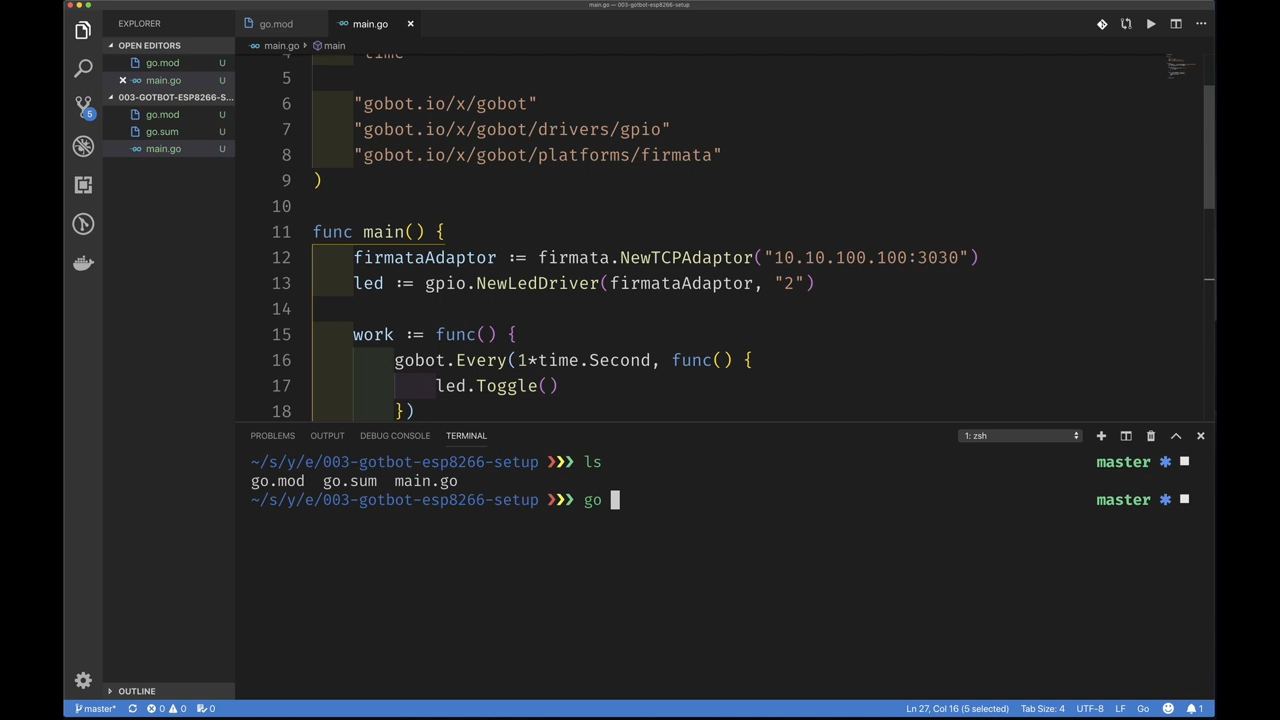 main.go — 003-gotbot-esp8266-setup
EXPLORER
go.mod
main.go
OPEN EDITORS
go.mod U
main.go U
003-GOTBOT-ESP8266-S...
go.mod U
go.sum U
main.go U
OUTLINE
main.go main
4 time
5
6 "gobot.io/x/gobot"
7 "gobot.io/x/gobot/drivers/gpio"
8 "gobot.io/x/gobot/platforms/firmata"
9 )
10
11 func main() {
12 firmataAdaptor := firmata.NewTCPAdaptor("10.10.100.100:3030")
13 led := gpio.NewLedDriver(firmataAdaptor, "2")
14
15 work := func() {
16 gobot.Every(1*time.Second, func() {
17 led.Toggle()
18 })
PROBLEMS OUTPUT DEBUG CONSOLE TERMINAL 1: zsh
~/s/y/e/003-gotbot-esp8266-setup ❯❯❯ ls master ✱ ◼
go.mod go.sum main.go
~/s/y/e/003-gotbot-esp8266-setup ❯❯❯ go master ✱ ◼
5
master* 0 0 0 Ln 27, Col 16 (5 selected) Tab Size: 4 UTF-8 LF Go 1